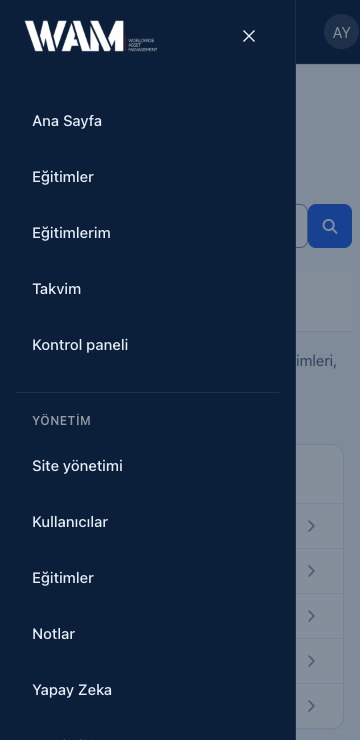 WAM WORLDWIDE
ASSET
MANAGEMENT
AY
Ana Sayfa
Eğitimler
Eğitimlerim
Takvim
Kontrol paneli
imleri,
YÖNETİM
Site yönetimi
Kullanıcılar
Eğitimler
Notlar
Yapay Zeka